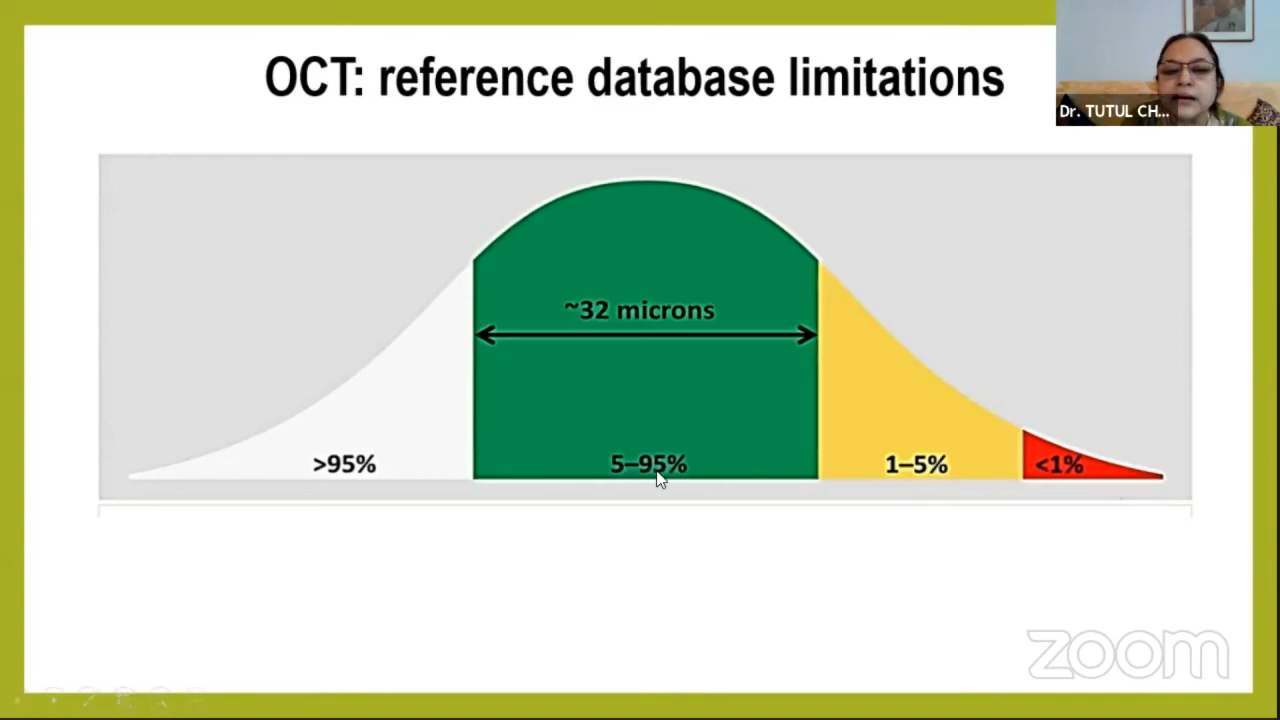 OCT: reference database limitations
Dr. TUTUL CH...
~32 microns
>95%
5–95%
1–5%
<1%
zoom